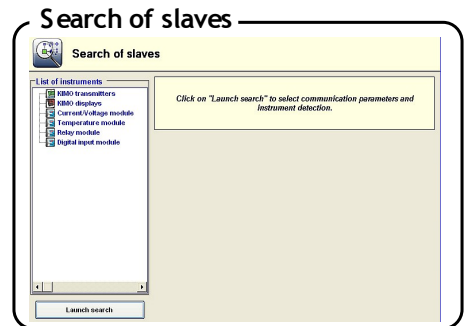 Search of slaves
Search of slaves
List of instruments
KIMO transmitters
KIMO displays
Current/Voltage module
Temperature module
Relay module
Digital input module
Click on "Launch search" to select communication parameters and
instrument detection.
Launch search